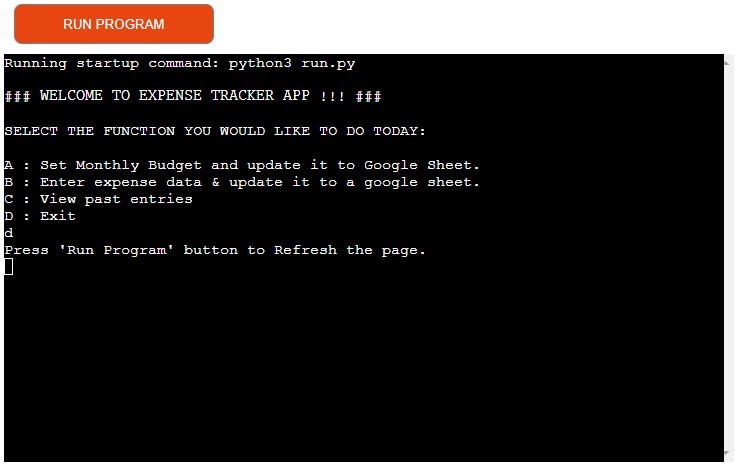 RUN PROGRAM
Running startup command: python3 run.py
### WELCOME TO EXPENSE TRACKER APP !!! ###
SELECT THE FUNCTION YOU WOULD LIKE TO DO TODAY:
A : Set Monthly Budget and update it to Google Sheet.
B : Enter expense data & update it to a google sheet.
C : View past entries
D : Exit
d
Press 'Run Program' button to Refresh the page.